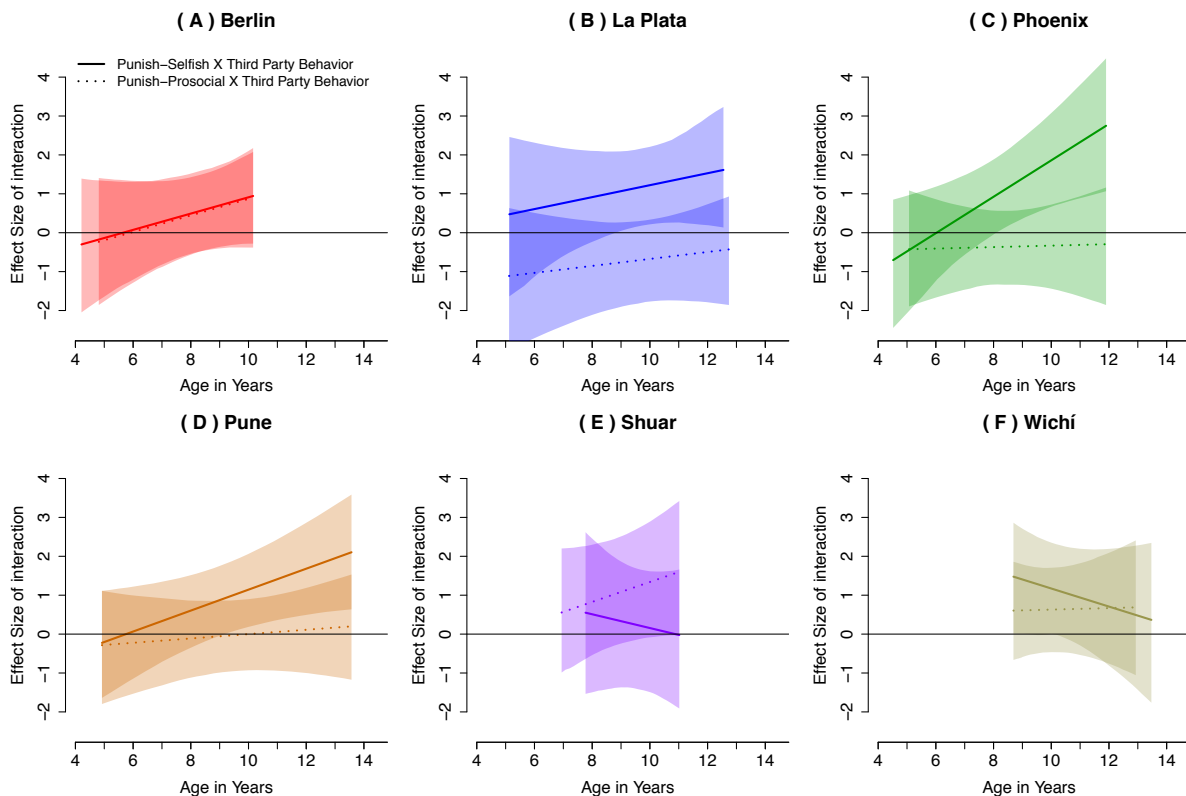 ( A ) Berlin
( B ) La Plata
( C ) Phoenix
Punish−Selfish X Third Party Behavior
Punish−Prosocial X Third Party Behavior
Effect Size of interaction
−2 −1 0 1 2 3 4
4 6 8 10 12 14
Age in Years
Effect Size of interaction
−2 −1 0 1 2 3 4
4 6 8 10 12 14
Age in Years
Effect Size of interaction
−2 −1 0 1 2 3 4
4 6 8 10 12 14
Age in Years
( D ) Pune
( E ) Shuar
( F ) Wichí
Effect Size of interaction
−2 −1 0 1 2 3 4
4 6 8 10 12 14
Age in Years
Effect Size of interaction
−2 −1 0 1 2 3 4
4 6 8 10 12 14
Age in Years
Effect Size of interaction
−2 −1 0 1 2 3 4
4 6 8 10 12 14
Age in Years